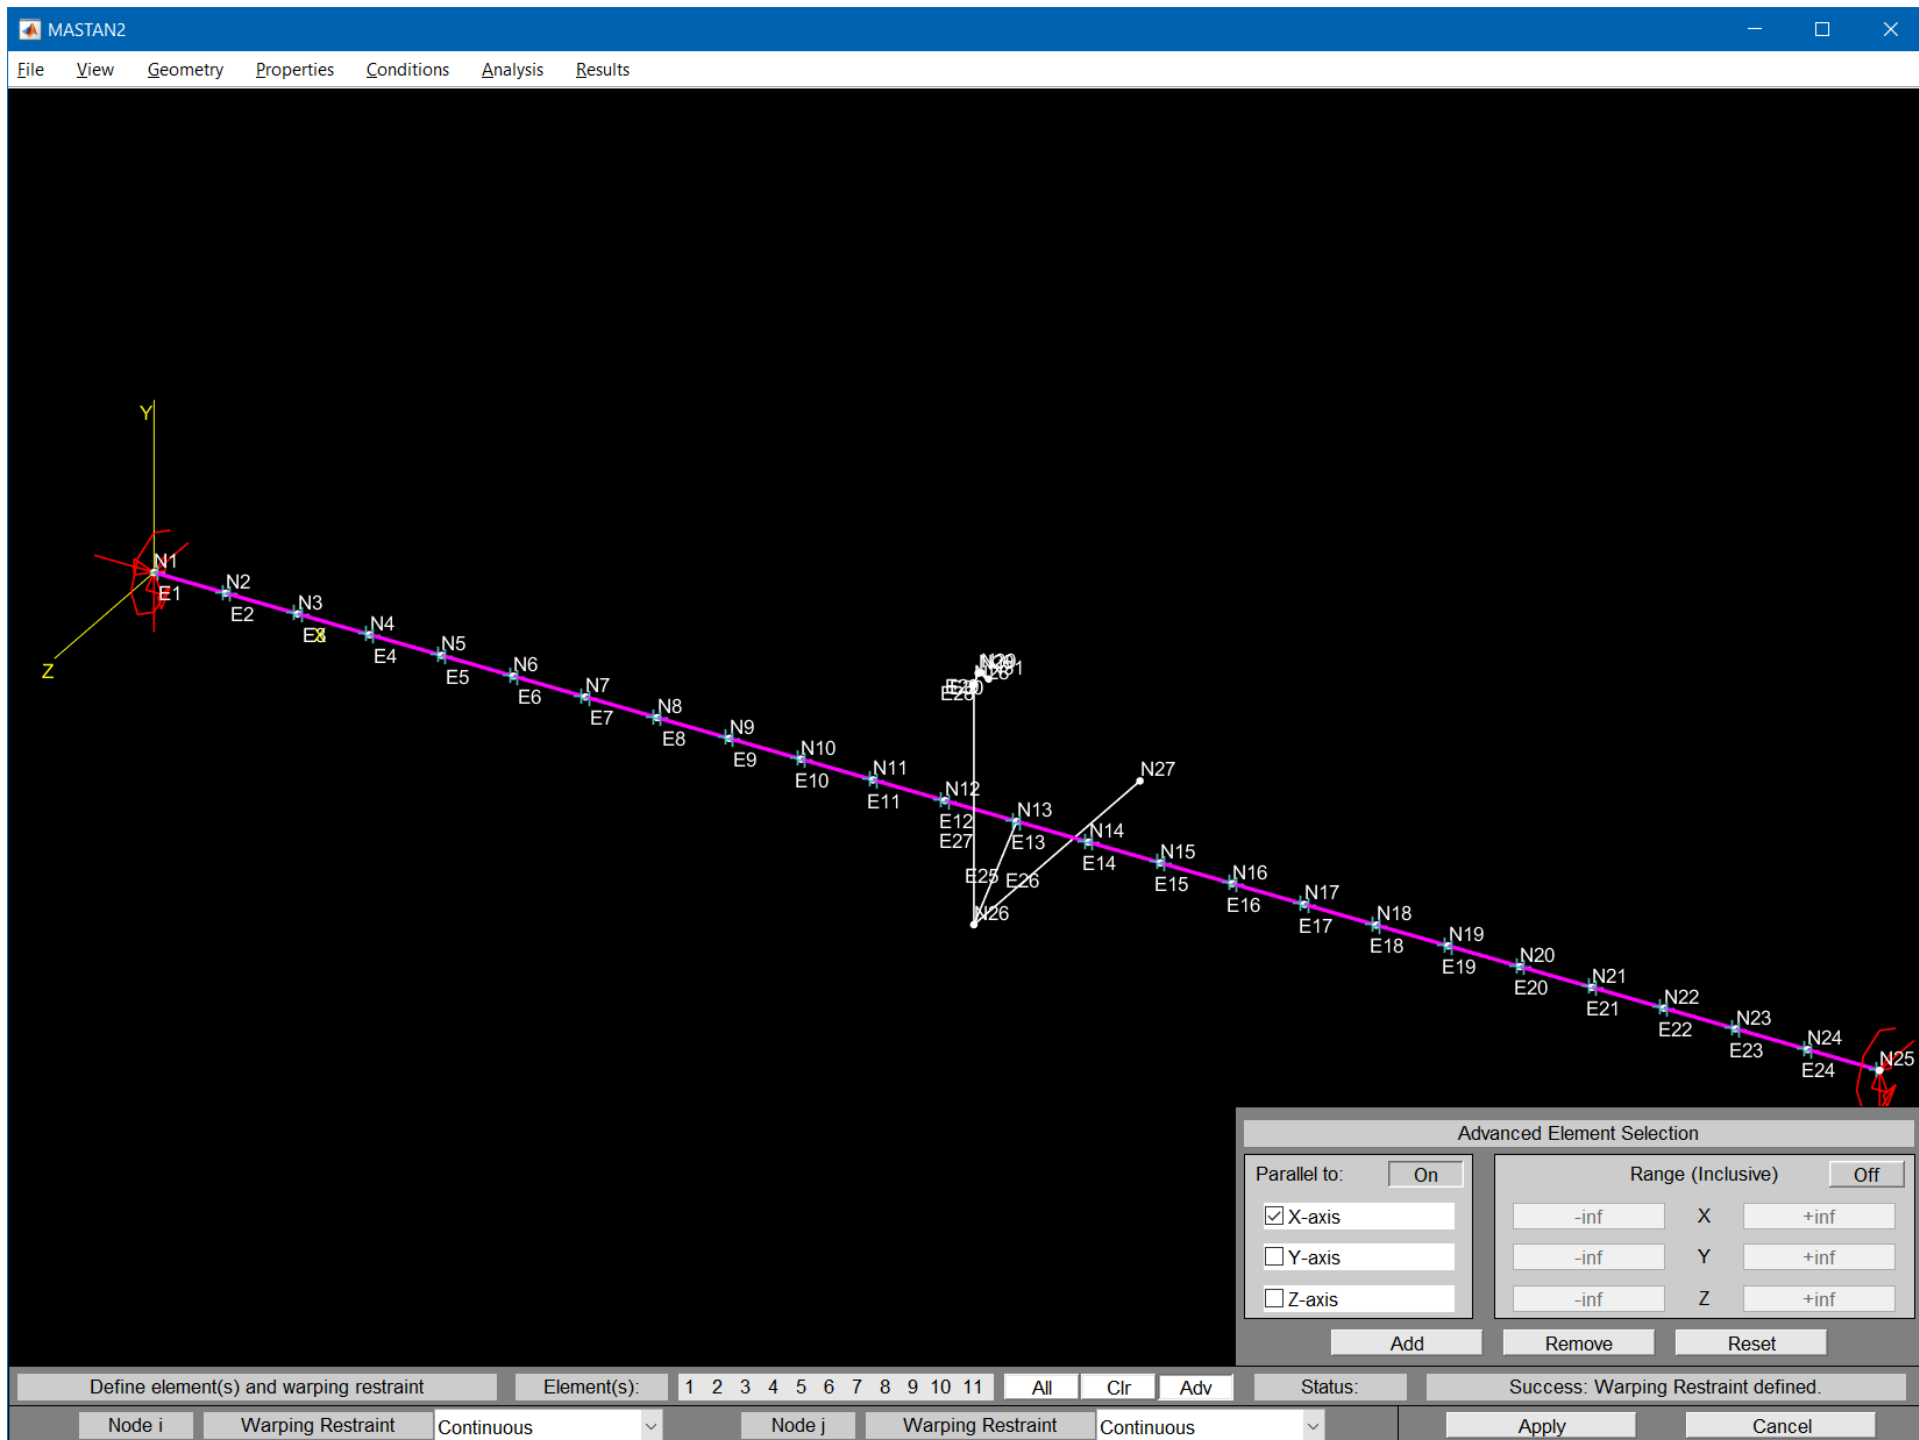 MASTAN2
File View Geometry Properties Conditions Analysis Results
Y
N1
E1
Z
N2
E2
N3
X
N4
E4
N5
E5
N6
E6
N7
E7
N8
E8
N9
E9
N10
E10
N11
E11
N12
E12
E27
N13
E13
E25
E26
N26
N27
N14
E14
N15
E15
N16
E16
N17
E17
N18
E18
N19
E19
N20
E20
N21
E21
N22
E22
N23
E23
N24
E24
N25
Advanced Element Selection
Parallel to: On
Range (Inclusive) Off
X-axis
-inf X +inf
Y-axis
-inf Y +inf
Z-axis
-inf Z +inf
Add Remove Reset
Define element(s) and warping restraint Element(s): 1 2 3 4 5 6 7 8 9 10 11 All Clr Adv Status: Success: Warping Restraint defined.
Node i Warping Restraint Continuous Node j Warping Restraint Continuous Apply Cancel